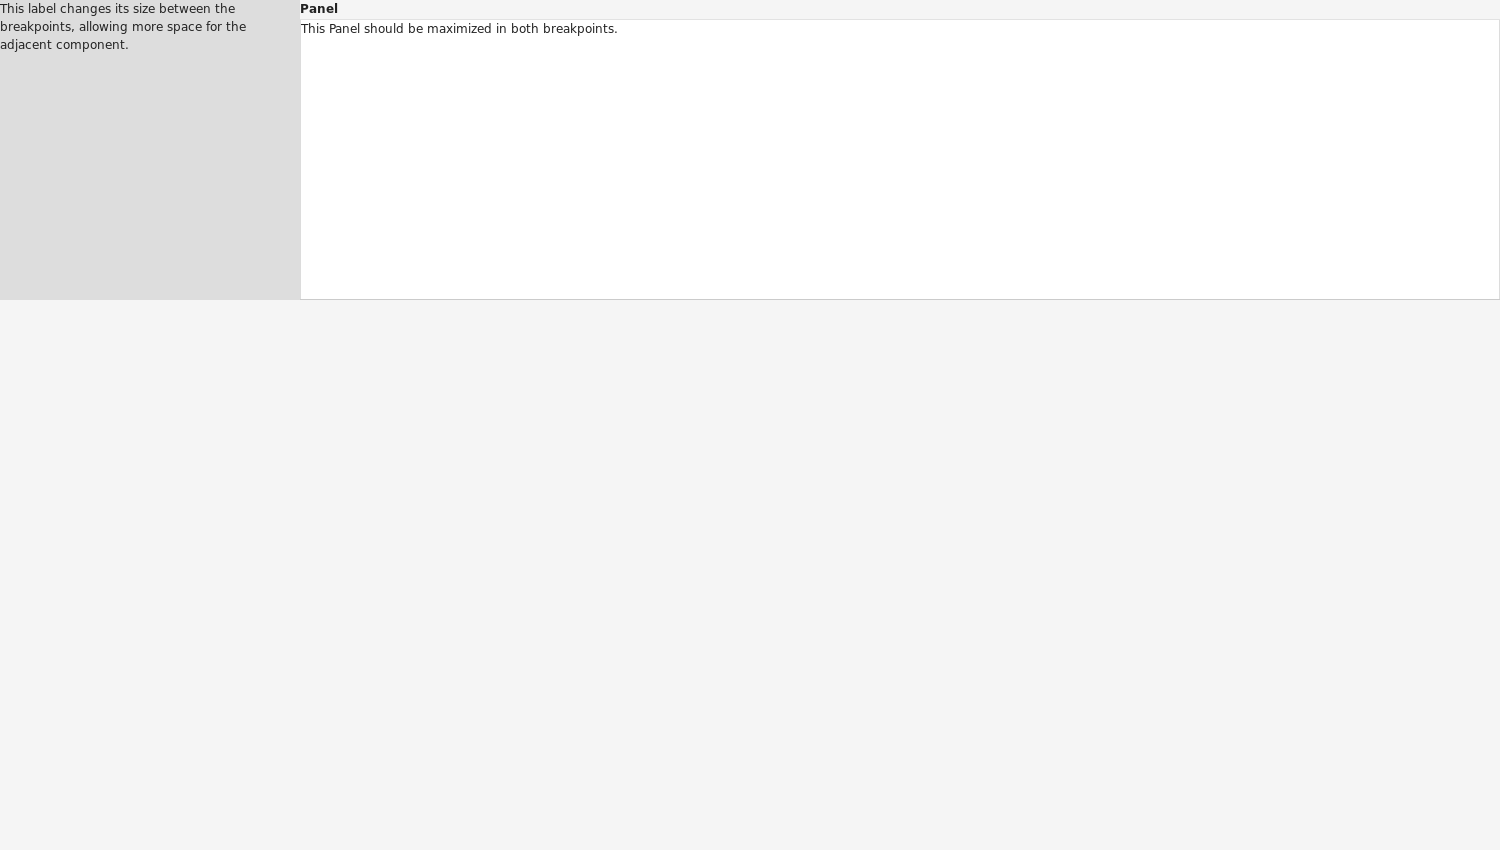 This label changes its size between the
breakpoints, allowing more space for the
adjacent component.
Panel
This Panel should be maximized in both breakpoints.